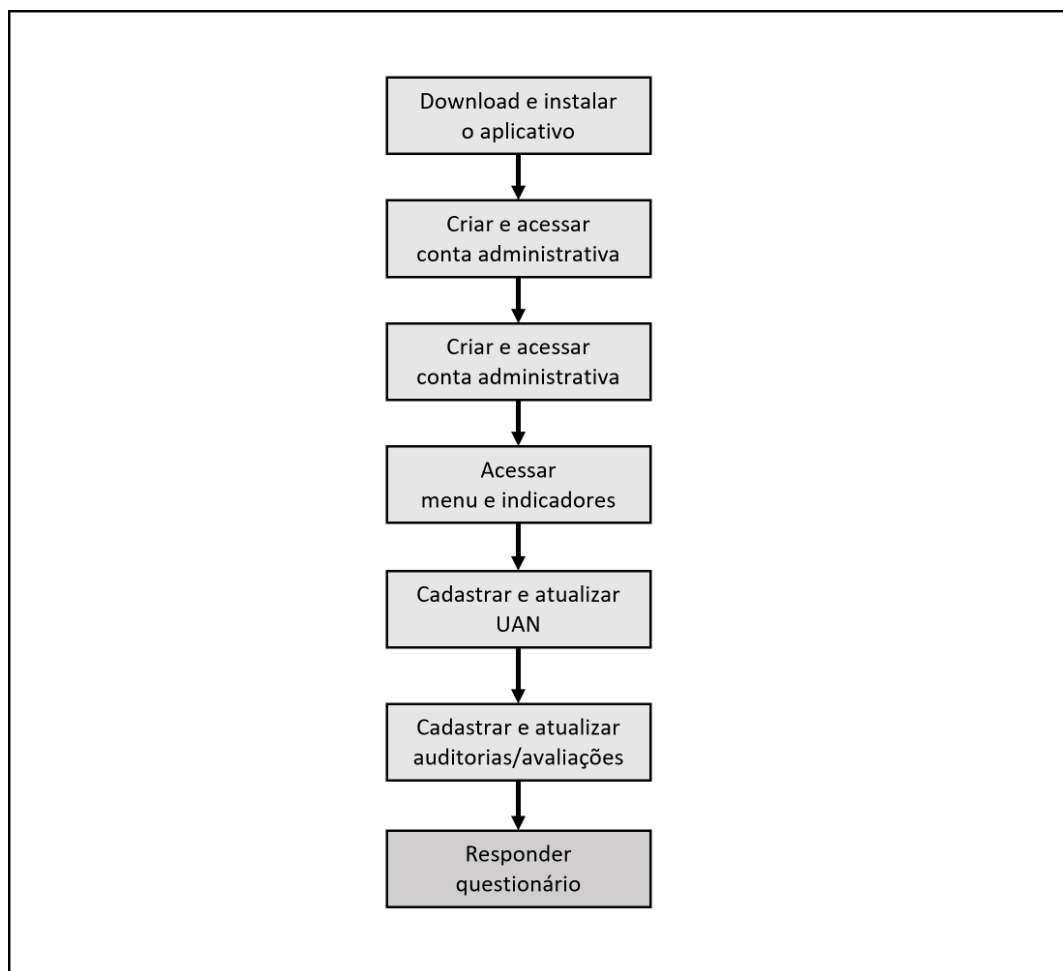 Download e instalar
o aplicativo
Criar e acessar
conta administrativa
Criar e acessar
conta administrativa
Acessar
menu e indicadores
Cadastrar e atualizar
UAN
Cadastrar e atualizar
auditorias/avaliações
Responder
questionário